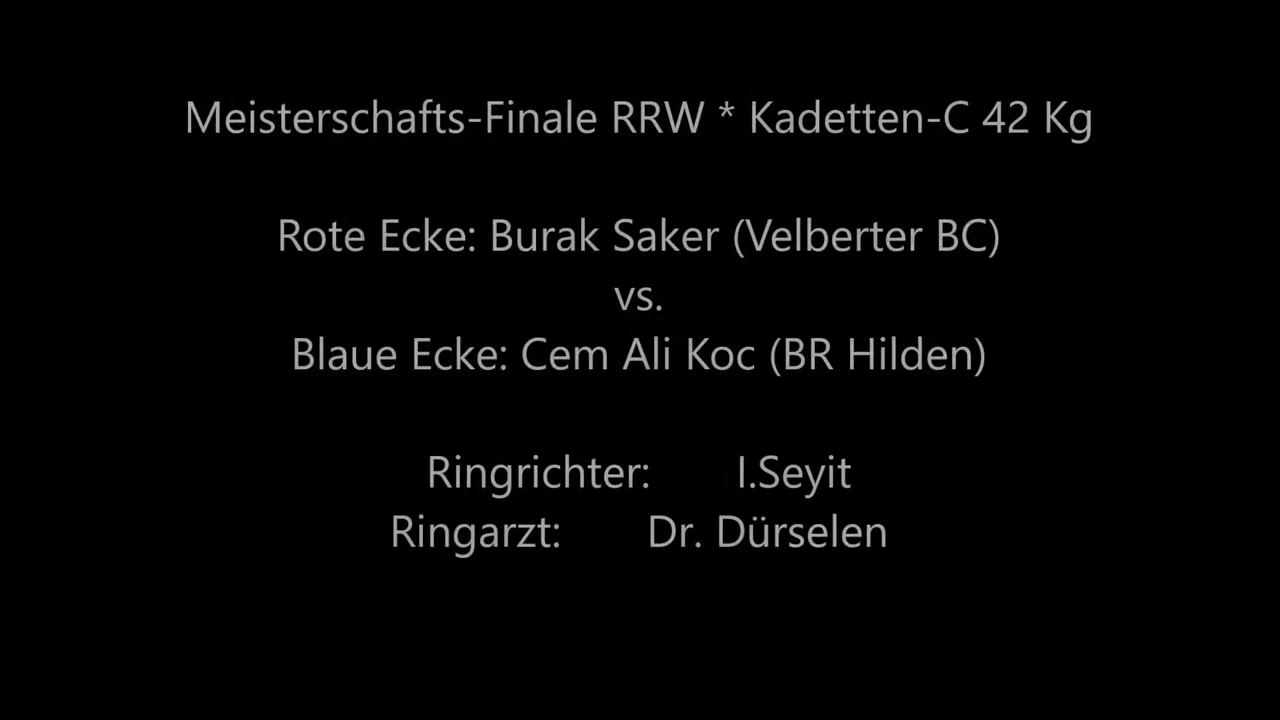 Meisterschafts-Finale RRW * Kadetten-C 42 Kg
Rote Ecke: Burak Saker (Velberter BC)
vs.
Blaue Ecke: Cem Ali Koc (BR Hilden)
Ringrichter: I.Seyit
Ringarzt: Dr. Dürselen